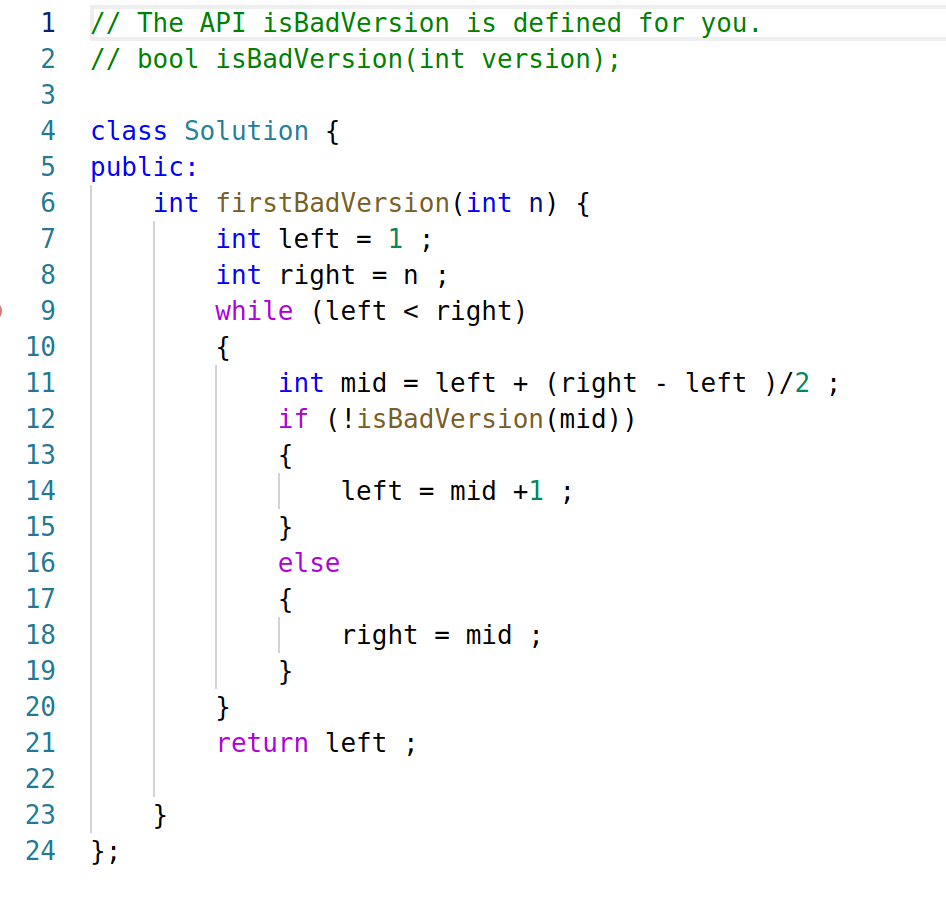 1 // The API isBadVersion is defined for you.
2 // bool isBadVersion(int version);
3
4 class Solution {
5 public:
6     int firstBadVersion(int n) {
7         int left = 1 ;
8         int right = n ;
9         while (left < right)
10         {
11             int mid = left + (right - left )/2 ;
12             if (!isBadVersion(mid))
13             {
14                 left = mid +1 ;
15             }
16             else
17             {
18                 right = mid ;
19             }
20         }
21         return left ;
22
23     }
24 };